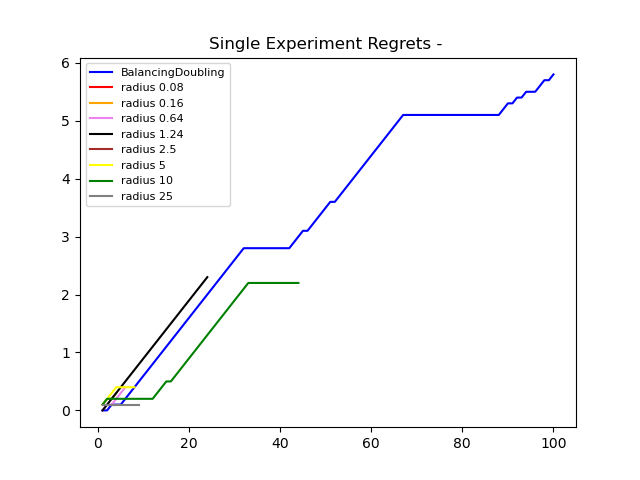 Single Experiment Regrets -
6
5
4
3
2
1
0
BalancingDoubling
radius 0.08
radius 0.16
radius 0.64
radius 1.24
radius 2.5
radius 5
radius 10
radius 25
0 20 40 60 80 100